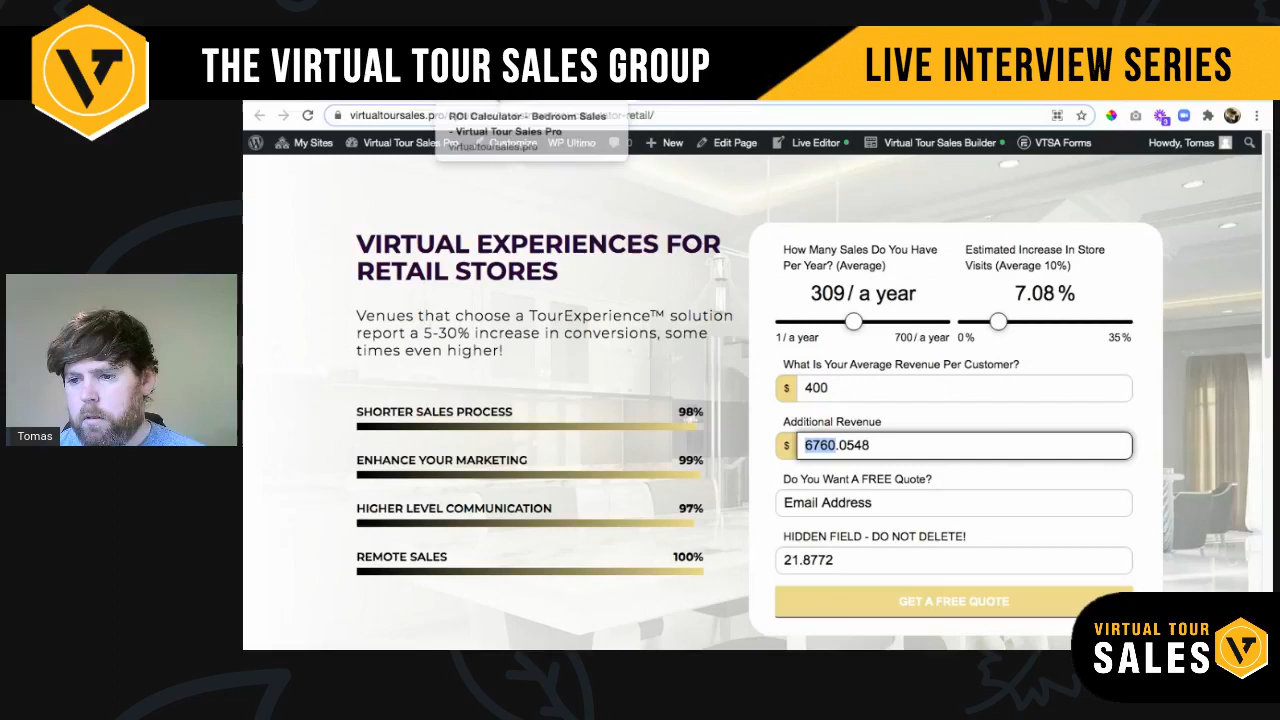 THE VIRTUAL TOUR SALES GROUP
LIVE INTERVIEW SERIES
ROI Calculator - Bedroom Sales
- Virtual Tour Sales Pro
virtualtoursales.pro
My Sites
Virtual Tour Sales Pro
Customize
WP Ultimo
0
New
Edit Page
Live Editor
Virtual Tour Sales Builder
VTSA Forms
Howdy, Tomas
VIRTUAL EXPERIENCES FOR
RETAIL STORES
Venues that choose a TourExperience™ solution
report a 5-30% increase in conversions, some
times even higher!
SHORTER SALES PROCESS 98%
ENHANCE YOUR MARKETING 99%
HIGHER LEVEL COMMUNICATION 97%
REMOTE SALES 100%
How Many Sales Do You Have
Per Year? (Average)
309/ a year
1/ a year 700/ a year
Estimated Increase In Store
Visits (Average 10%)
7.08%
0% 35%
What Is Your Average Revenue Per Customer?
$ 400
Additional Revenue
$ 6760.0548
Do You Want A FREE Quote?
Email Address
HIDDEN FIELD - DO NOT DELETE!
21.8772
GET A FREE QUOTE
Tomas
VIRTUAL TOUR
SALES